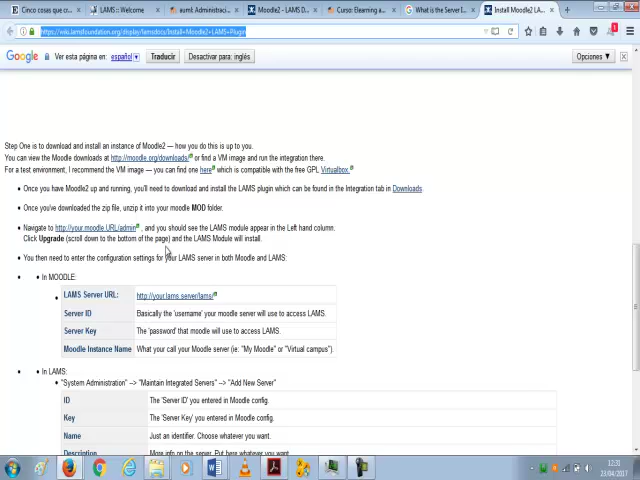 Cinco cosas que cono...
LAMS :: Welcome
eumk Administraci...
Moodle2 - LAMS D...
Curso: Elearning a...
What is the Server I...
Install Moodle2 LA...
https://wiki.lamsfoundation.org/display/lamsdocs/Install+Moodle2+LAMS+Plugin
Google
Ver esta página en: español
Traducir
Desactivar para: inglés
Opciones
Step One is to download and install an instance of Moodle2 — how you do this is up to you.
You can view the Moodle downloads at http://moodle.org/downloads/ or find a VM image and run the integration there.
For a test environment, I recommend the VM image — you can find one here which is compatible with the free GPL Virtualbox.
Once you have Moodle2 up and running, you'll need to download and install the LAMS plugin which can be found in the Integration tab in Downloads.
Once you've downloaded the zip file, unzip it into your moodle MOD folder.
Navigate to http://your.moodle.URL/admin , and you should see the LAMS module appear in the Left hand column.
Click Upgrade (scroll down to the bottom of the page) and the LAMS Module will install.
You then need to enter the configuration settings for your LAMS server in both Moodle and LAMS:
In MOODLE:
LAMS Server URL: http://your.lams.server/lams/
Server ID Basically the 'username' your moodle server will use to access LAMS.
Server Key The 'password' that moodle will use to access LAMS.
Moodle Instance Name What your call your Moodle server (ie: "My Moodle" or "Virtual campus").
In LAMS:
"System Administration" --> "Maintain Integrated Servers" --> "Add New Server"
ID The 'Server ID' you entered in Moodle config.
Key The 'Server Key' you entered in Moodle config.
Name Just an identifier. Choose whatever you want.
Description More info on the server. Put here whatever you want.
12:31
23/04/2017